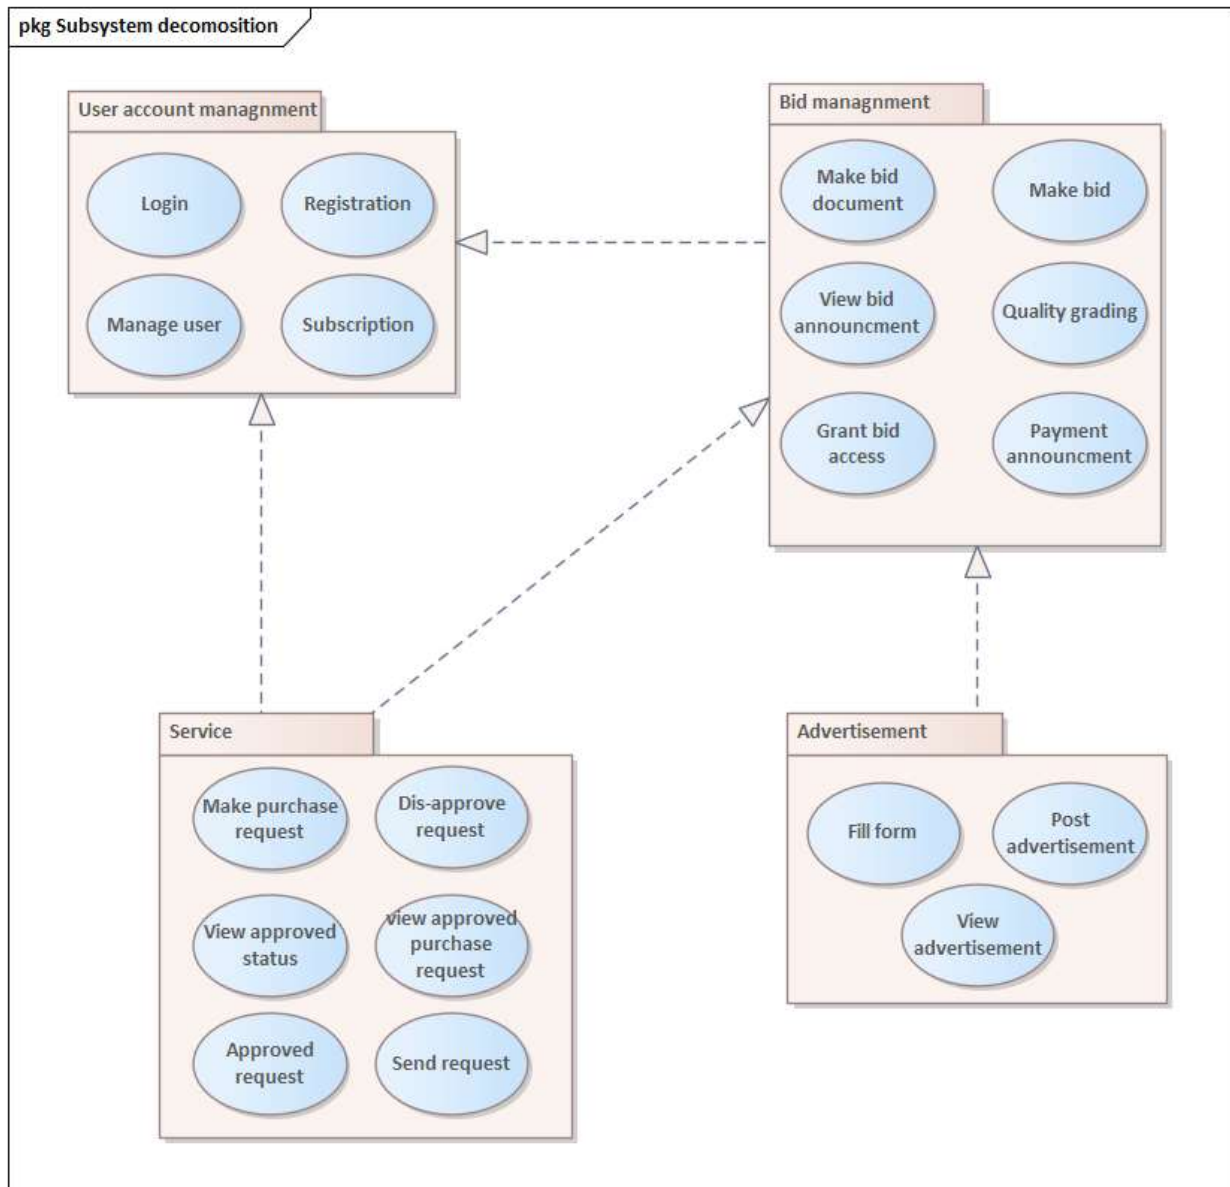 pkg Subsystem decomosition
User account managnment
Login
Registration
Manage user
Subscription
Bid managnment
Make bid
document
Make bid
View bid
announcment
Quality grading
Grant bid
access
Payment
announcment
Service
Make purchase
request
Dis-approve
request
View approved
status
view approved
purchase
request
Approved
request
Send request
Advertisement
Fill form
Post
advertisement
View
advertisement